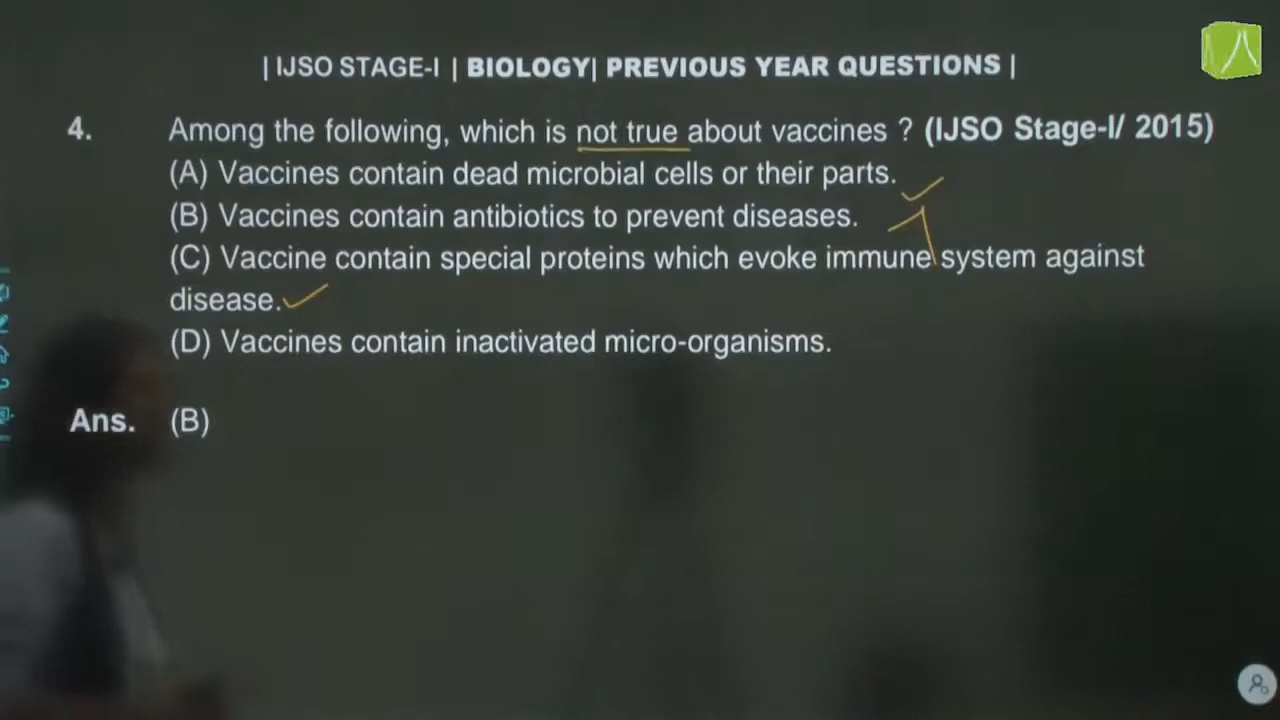 | IJSO STAGE-I | BIOLOGY| PREVIOUS YEAR QUESTIONS |
4. Among the following, which is not true about vaccines ? (IJSO Stage-I/ 2015)
(A) Vaccines contain dead microbial cells or their parts.
(B) Vaccines contain antibiotics to prevent diseases.
(C) Vaccine contain special proteins which evoke immune system against
disease.
(D) Vaccines contain inactivated micro-organisms.
Ans. (B)